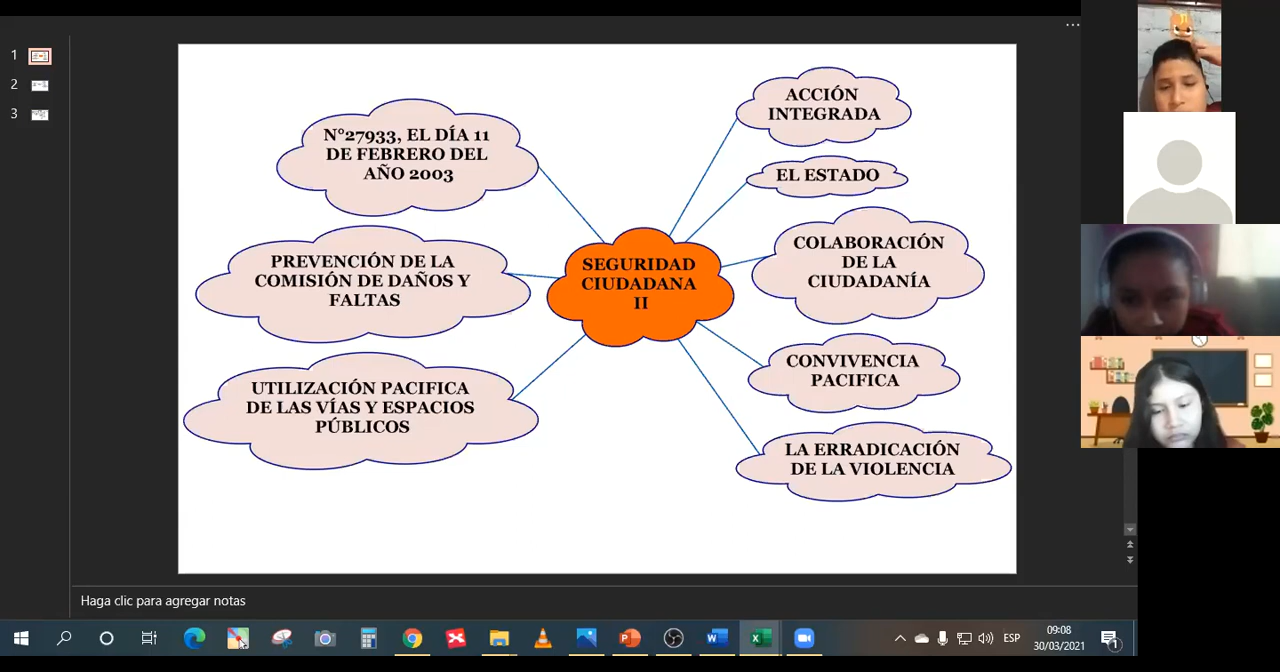 1
2
3
N°27933, EL DÍA 11
DE FEBRERO DEL
AÑO 2003
PREVENCIÓN DE LA
COMISIÓN DE DAÑOS Y
FALTAS
UTILIZACIÓN PACIFICA
DE LAS VÍAS Y ESPACIOS
PÚBLICOS
SEGURIDAD
CIUDADANA
II
ACCIÓN
INTEGRADA
EL ESTADO
COLABORACIÓN
DE LA
CIUDADANÍA
CONVIVENCIA
PACIFICA
LA ERRADICACIÓN
DE LA VIOLENCIA
Haga clic para agregar notas
ESP
09:08
30/03/2021
1